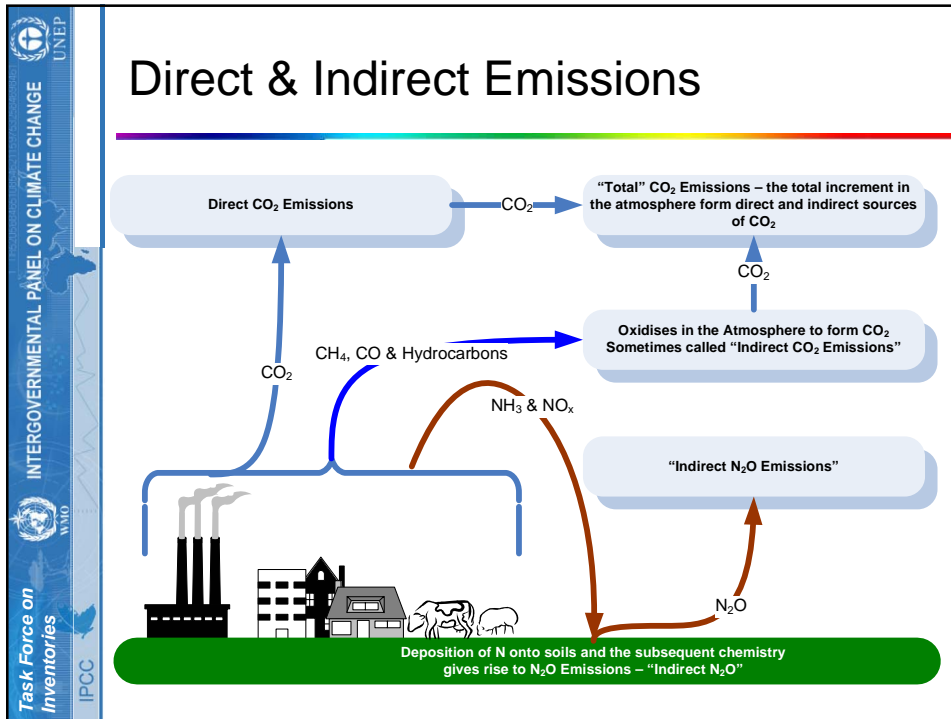 Direct & Indirect Emissions
Direct CO₂ Emissions
CO₂
“Total” CO₂ Emissions – the total increment in
the atmosphere form direct and indirect sources
of CO₂
CO₂
Oxidises in the Atmosphere to form CO₂
Sometimes called “Indirect CO₂ Emissions”
CH₄, CO & Hydrocarbons
CO₂
NH₃ & NOₓ
“Indirect N₂O Emissions”
N₂O
Deposition of N onto soils and the subsequent chemistry
gives rise to N₂O Emissions – “Indirect N₂O”
UNEP
INTERGOVERNMENTAL PANEL ON CLIMATE CHANGE
WMO
Task Force on
Inventories
IPCC